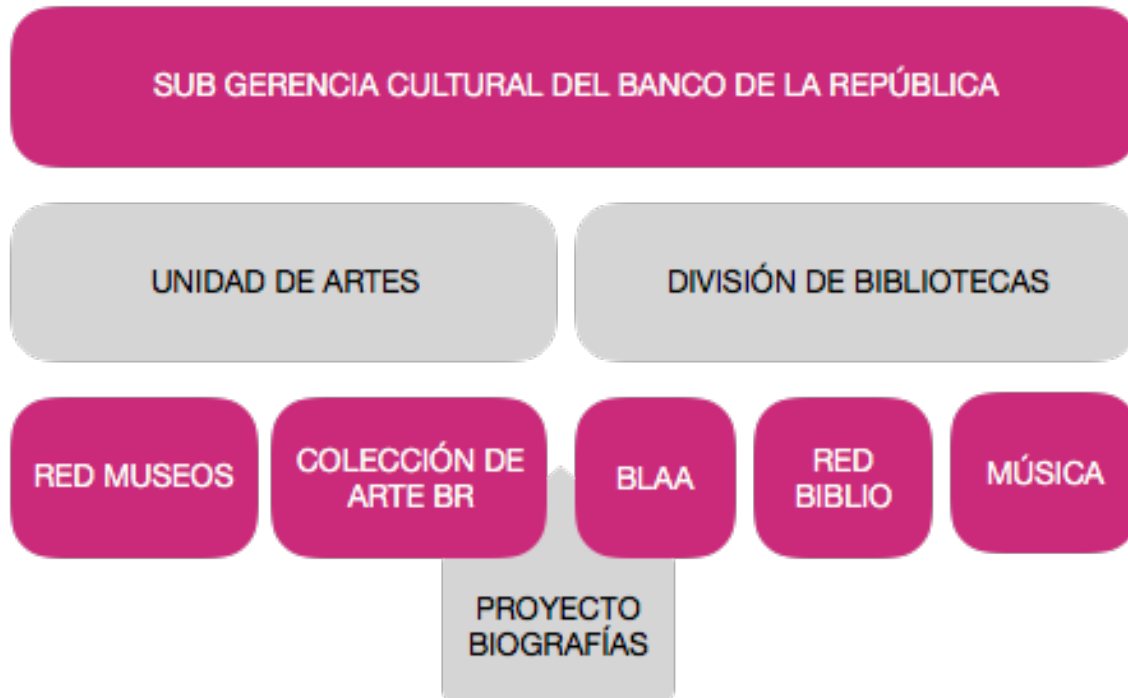 SUB GERENCIA CULTURAL DEL BANCO DE LA REPÚBLICA
UNIDAD DE ARTES
DIVISIÓN DE BIBLIOTECAS
RED MUSEOS
COLECCIÓN DE
ARTE BR
BLAA
RED
BIBLIO
MÚSICA
PROYECTO
BIOGRAFÍAS